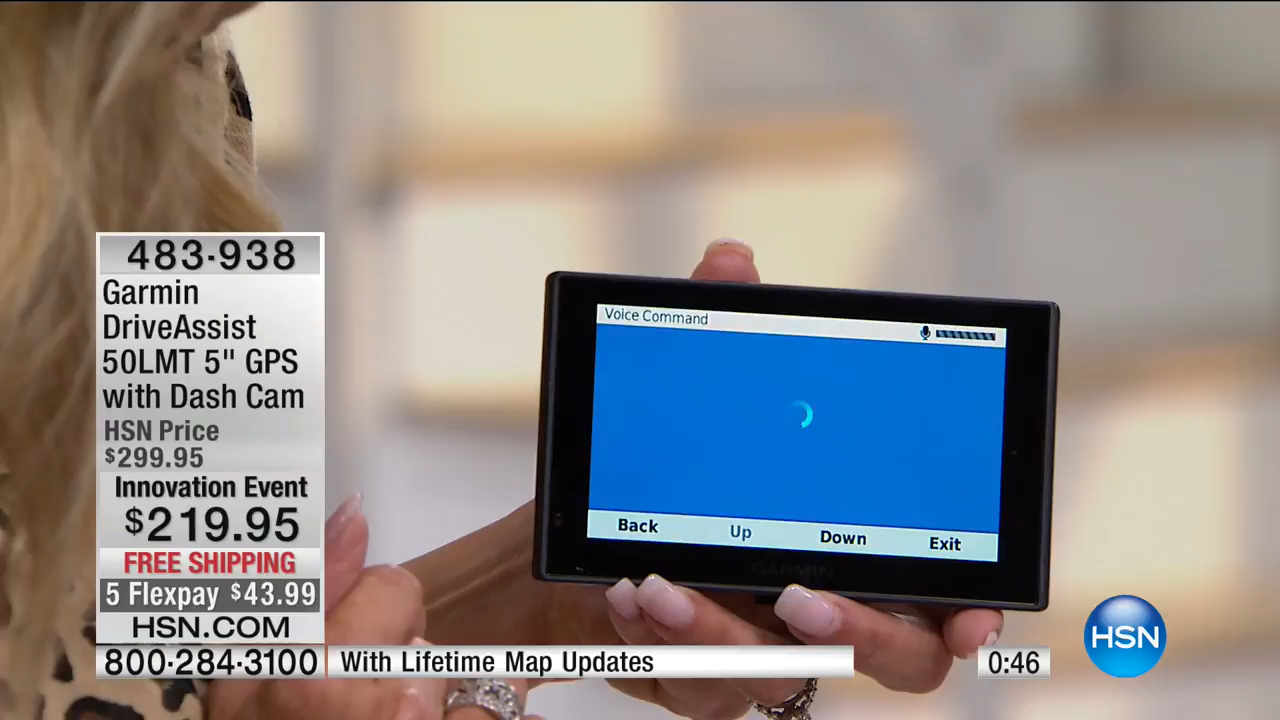 483-938
Garmin
DriveAssist
50LMT 5" GPS
with Dash Cam
HSN Price
$299.95
Innovation Event
$219.95
FREE SHIPPING
5 Flexpay $43.99
HSN.COM
800·284·3100
With Lifetime Map Updates
0:46
HSN
Voice Command
Back Up Down Exit
GARMIN